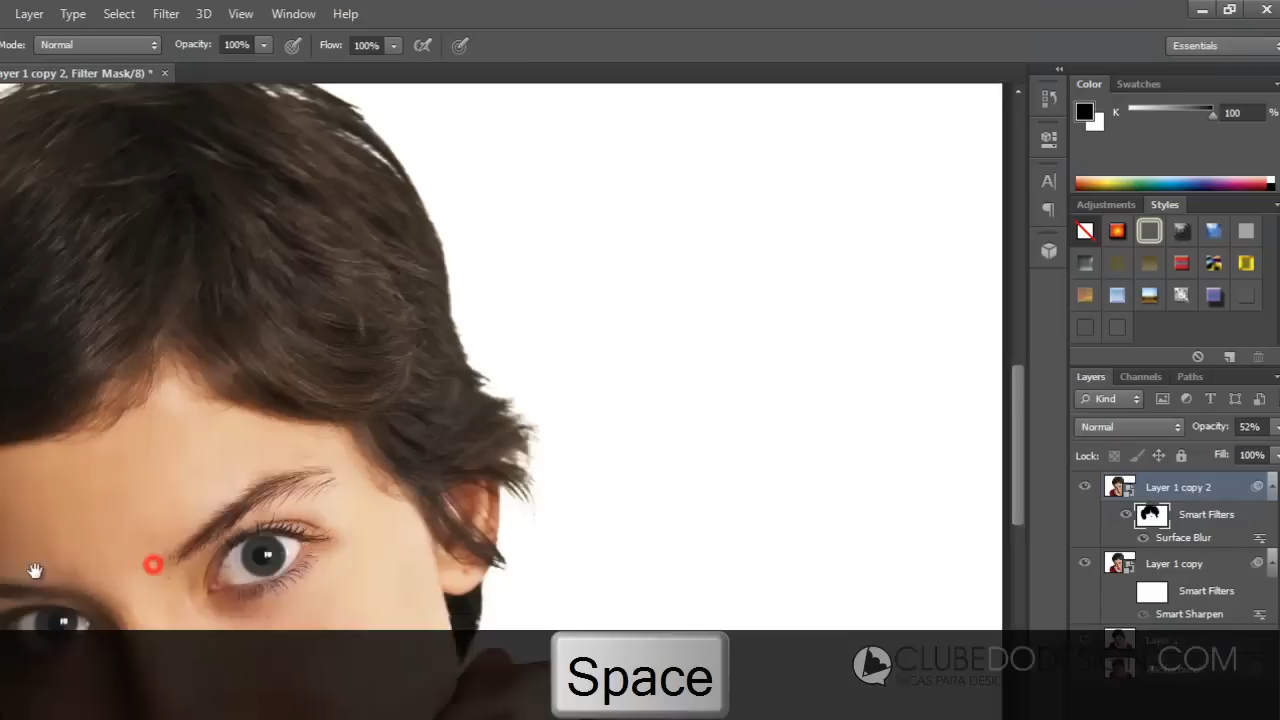 Layer Type Select Filter 3D View Window Help
Mode: Normal Opacity: 100% Flow: 100% Essentials
ayer 1 copy 2, Filter Mask/8) * ×
Color Swatches
K 100 %
Adjustments Styles
Layers Channels Paths
Kind
Normal Opacity: 52%
Lock: Fill: 100%
Layer 1 copy 2
Smart Filters
Surface Blur
Layer 1 copy
Smart Filters
Smart Sharpen
Space
CLUBEDODESIGN.COM